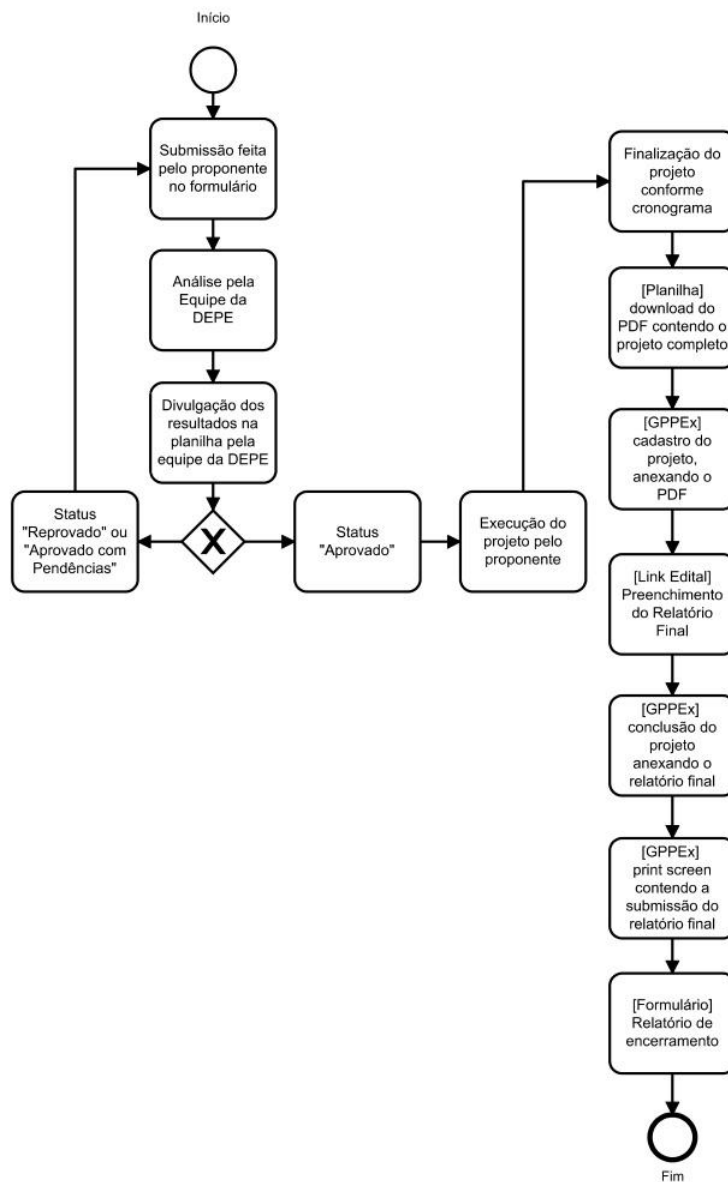 Início
Submissão feita
pelo proponente
no formulário
Análise pela
Equipe da
DEPE
Divulgação dos
resultados na
planilha pela
equipe da DEPE
Status
"Reprovado" ou
"Aprovado com
Pendências"
X
Status
"Aprovado"
Execução do
projeto pelo
proponente
Finalização do
projeto
conforme
cronograma
[Planilha]
download do
PDF contendo o
projeto completo
[GPPEx]
cadastro do
projeto,
anexando o
PDF
[Link Edital]
Preenchimento
do Relatório
Final
[GPPEx]
conclusão do
projeto
anexando o
relatório final
[GPPEx]
print screen
contendo a
submissão do
relatório final
[Formulário]
Relatório de
encerramento
Fim